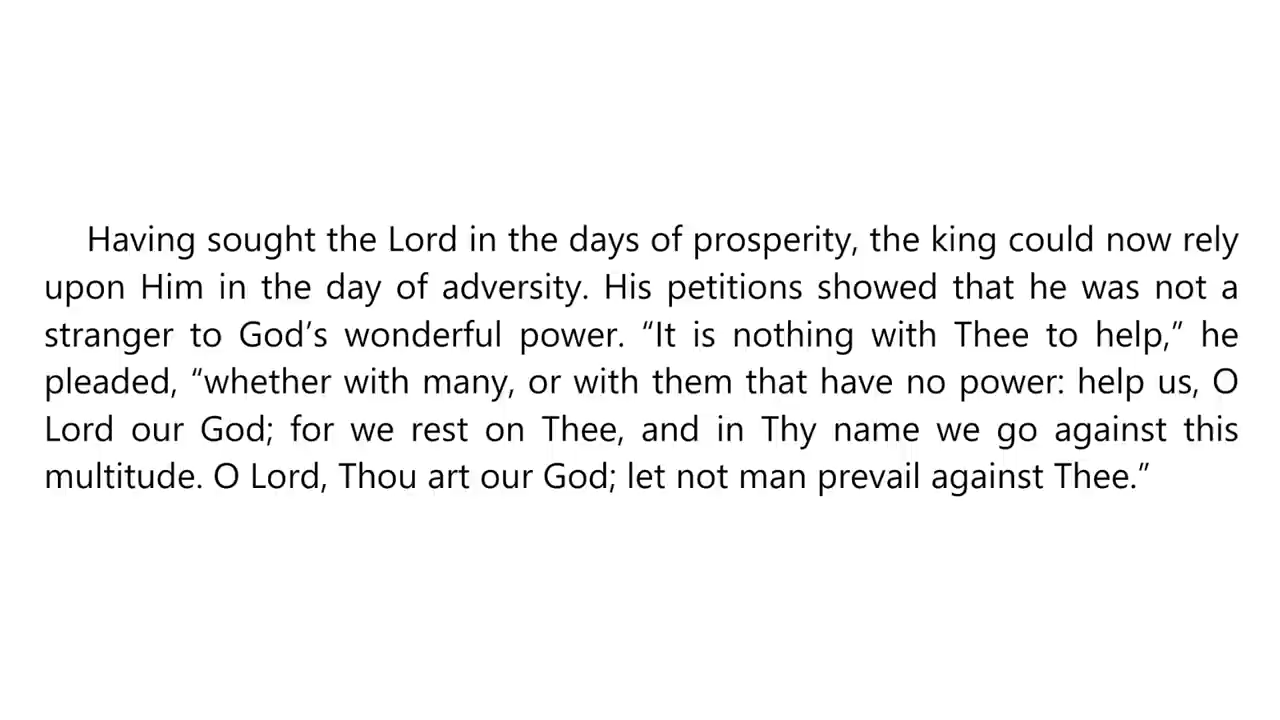 Having sought the Lord in the days of prosperity, the king could now rely
upon Him in the day of adversity. His petitions showed that he was not a
stranger to God’s wonderful power. “It is nothing with Thee to help,” he
pleaded, “whether with many, or with them that have no power: help us, O
Lord our God; for we rest on Thee, and in Thy name we go against this
multitude. O Lord, Thou art our God; let not man prevail against Thee.”